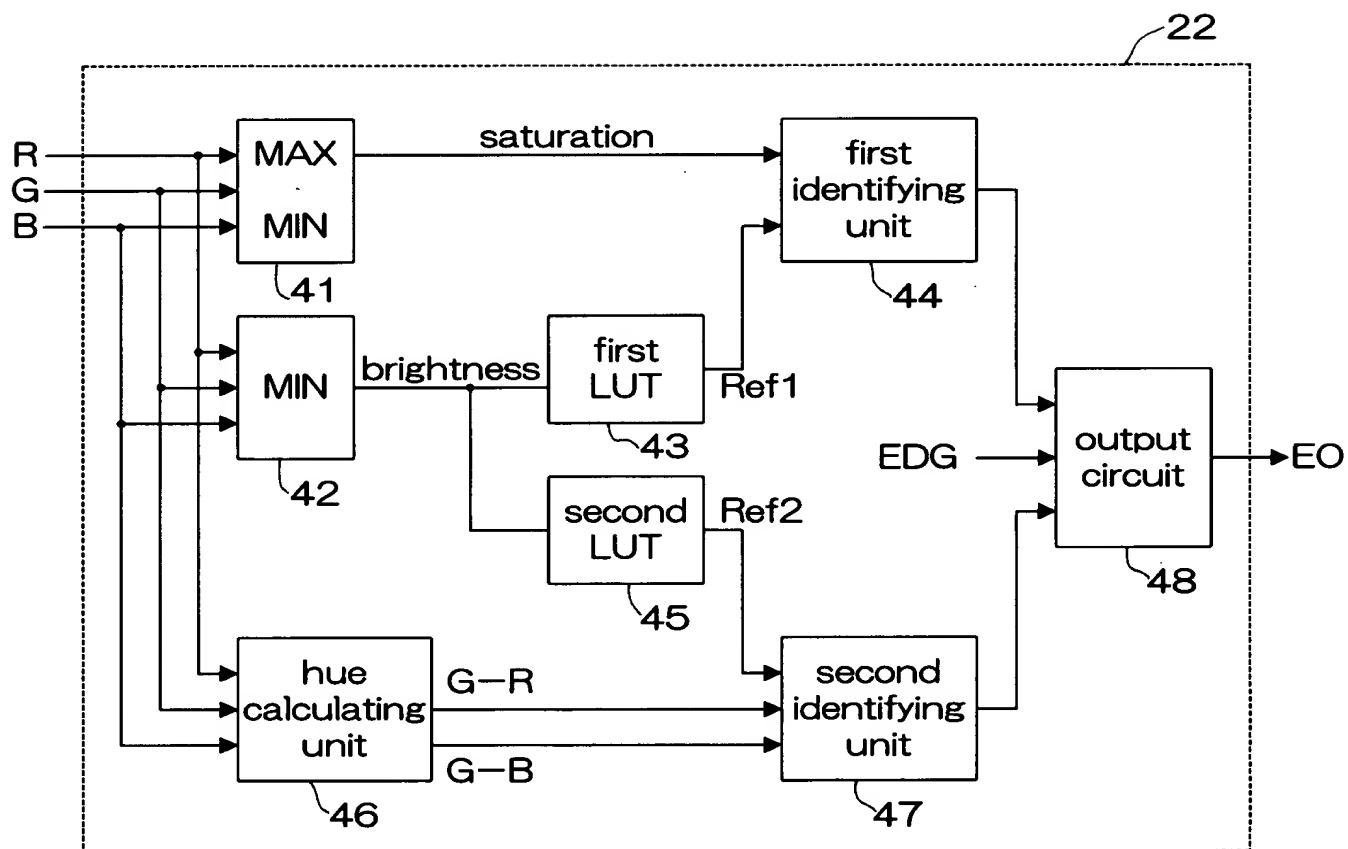 22
R
G
B
MAX
MIN
41
saturation
first
identifying
unit
44
MIN
42
brightness
first
LUT
43
Ref1
second
LUT
45
Ref2
EDG
output
circuit
48
EO
hue
calculating
unit
46
G-R
G-B
second
identifying
unit
47